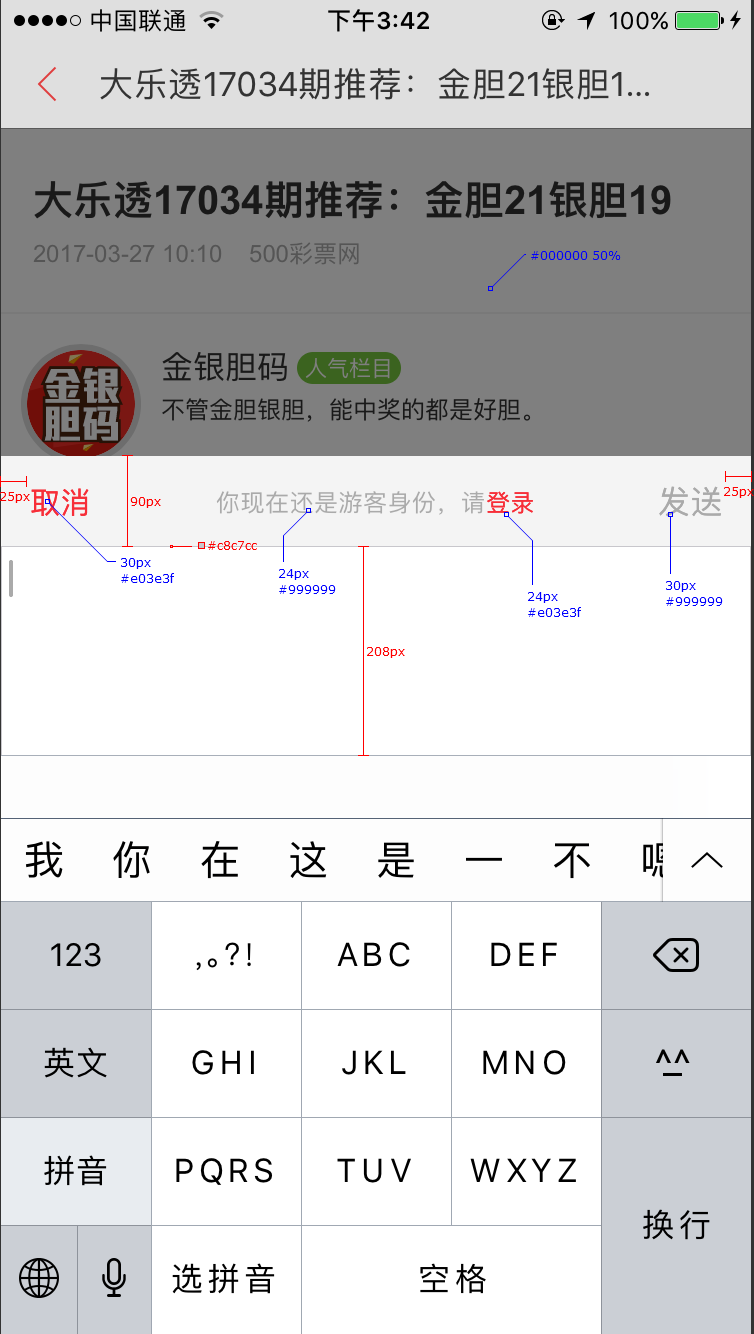 中国联通 下午3:42 100%
大乐透17034期推荐：金胆21银胆1...
大乐透17034期推荐：金胆21银胆19
2017-03-27 10:10 500彩票网
#000000 50%
金银胆码
金银胆码 人气栏目
不管金胆银胆，能中奖的都是好胆。
25px 取消 90px 你现在还是游客身份，请登录 发送 25px
#c8c7cc
30px
#e03e3f
24px
#999999
24px
#e03e3f
30px
#999999
208px
我 你 在 这 是 一 不 嗯
123 ,。?! ABC DEF
英文 GHI JKL MNO ^_^
拼音 PQRS TUV WXYZ 换行
选拼音 空格